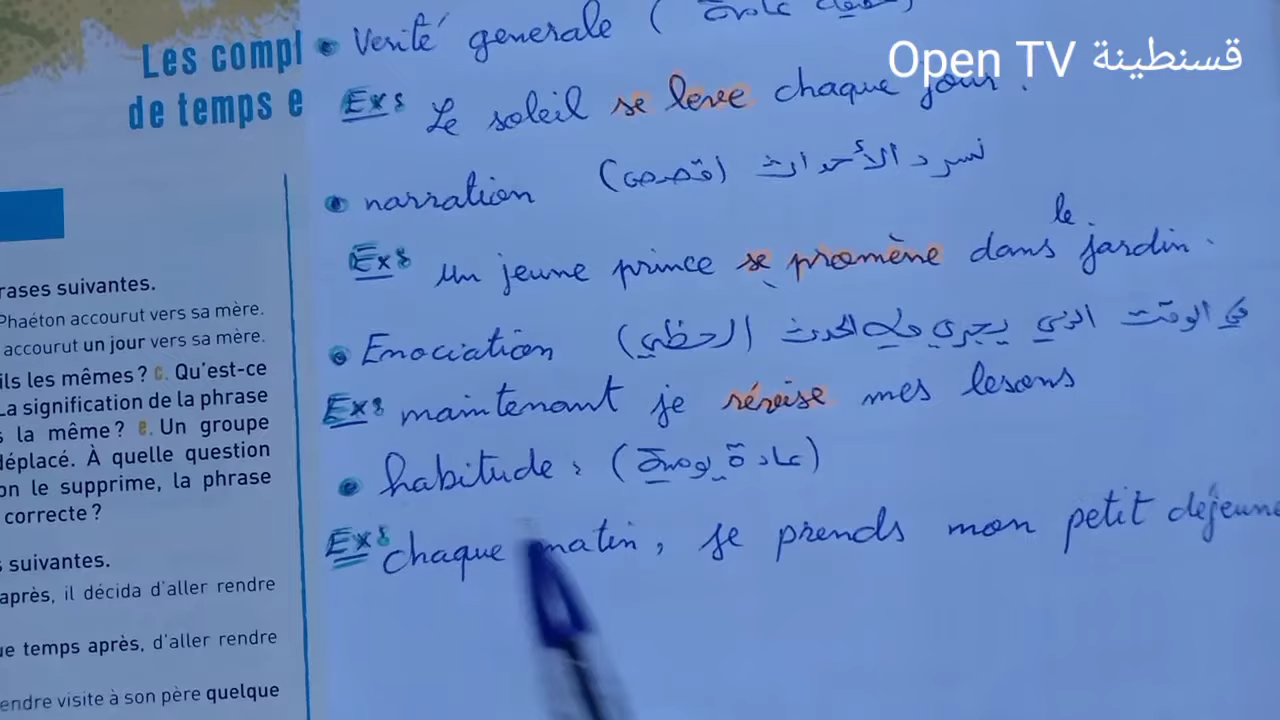 Open TV قسنطينة
Les compl
de temps e
rases suivantes.
Phaéton accourut vers sa mère.
accourut un jour vers sa mère.
ils les mêmes ? c. Qu'est-ce
La signification de la phrase
s la même ? e. Un groupe
déplacé. À quelle question
on le supprime, la phrase
correcte ?
s suivantes.
après, il décida d'aller rendre
ue temps après, d'aller rendre
endre visite à son père quelque
• Verité generale (
Ex: Le soleil se leve chaque jour.
• narration (قصص) نسرد الأحداث
le
Ex: Un jeune prince se promène dans jardin.
• Enociation (لحظي) في الوقت الذي يجري فيه الحدث
Ex: maintenant je révise mes lesons
• habitude : (عادة يومية)
Ex: chaque matin, je prends mon petit déjeune